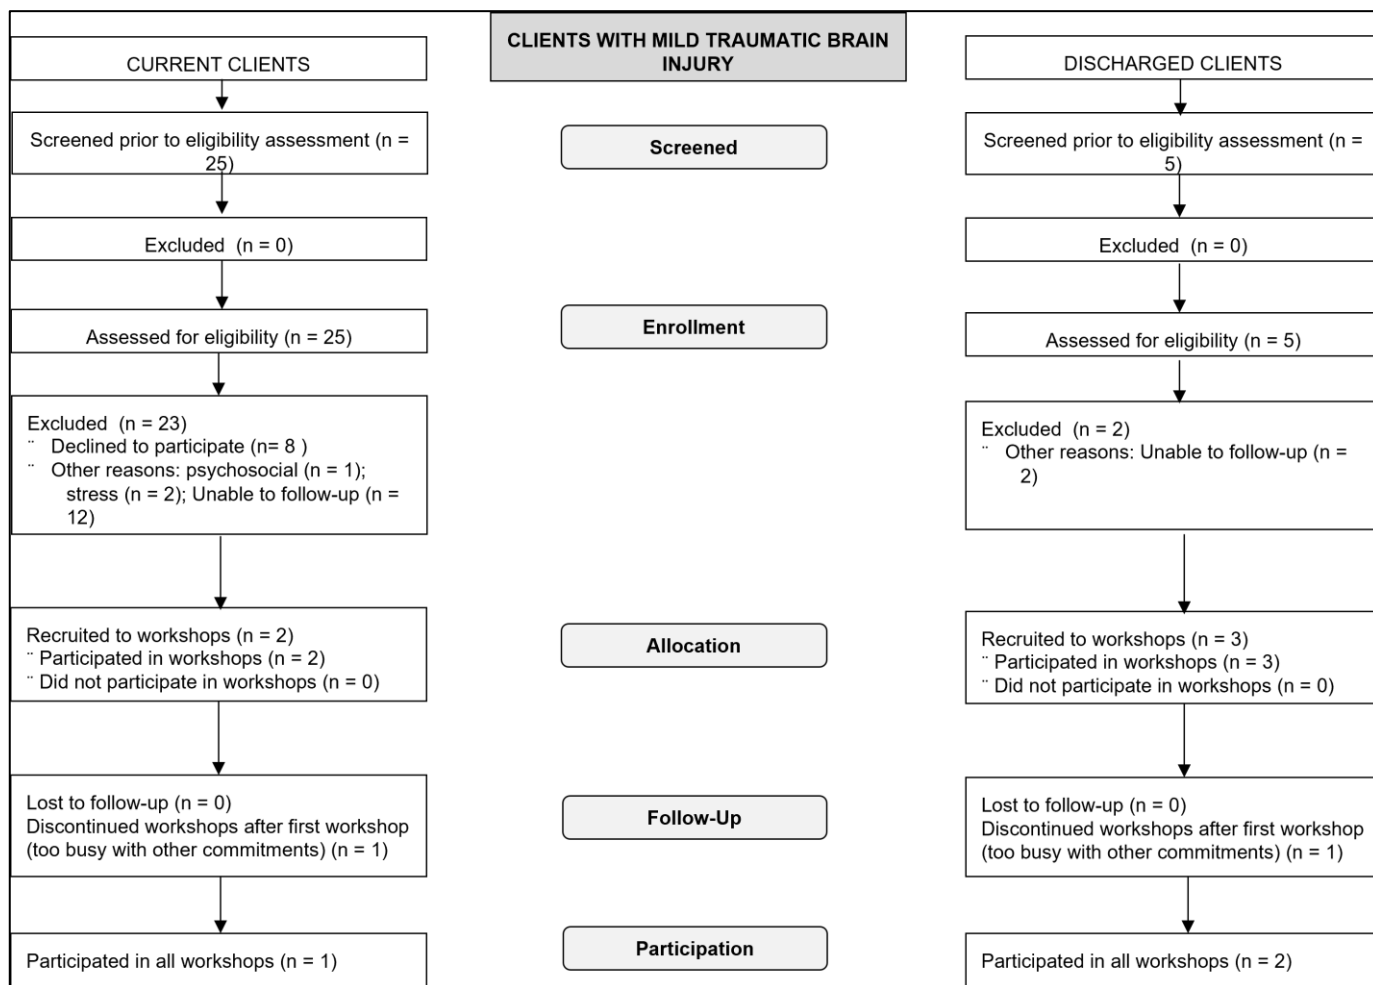 CLIENTS WITH MILD TRAUMATIC BRAIN
INJURY
CURRENT CLIENTS
DISCHARGED CLIENTS
Screened prior to eligibility assessment (n =
25)
Screened
Screened prior to eligibility assessment (n =
5)
Excluded (n = 0)
Excluded (n = 0)
Assessed for eligibility (n = 25)
Enrollment
Assessed for eligibility (n = 5)
Excluded (n = 23)
¨ Declined to participate (n= 8 )
¨ Other reasons: psychosocial (n = 1);
stress (n = 2); Unable to follow-up (n =
12)
Excluded (n = 2)
¨ Other reasons: Unable to follow-up (n =
2)
Recruited to workshops (n = 2)
¨ Participated in workshops (n = 2)
¨ Did not participate in workshops (n = 0)
Allocation
Recruited to workshops (n = 3)
¨ Participated in workshops (n = 3)
¨ Did not participate in workshops (n = 0)
Lost to follow-up (n = 0)
Discontinued workshops after first workshop
(too busy with other commitments) (n = 1)
Follow-Up
Lost to follow-up (n = 0)
Discontinued workshops after first workshop
(too busy with other commitments) (n = 1)
Participated in all workshops (n = 1)
Participation
Participated in all workshops (n = 2)